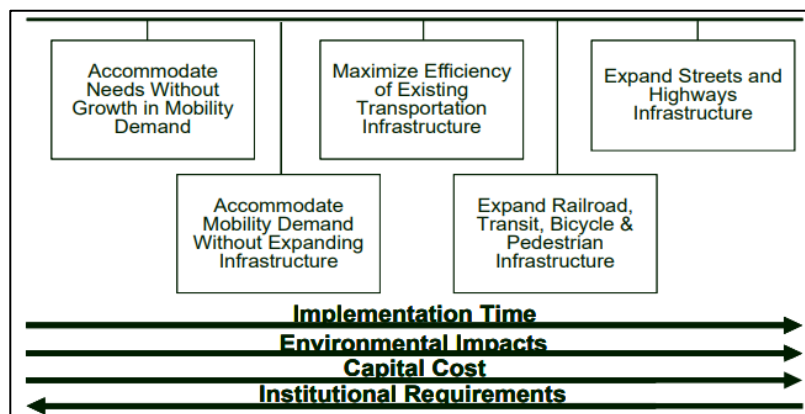 Accommodate
Needs Without
Growth in Mobility
Demand
Maximize Efficiency
of Existing
Transportation
Infrastructure
Expand Streets and
Highways
Infrastructure
Accommodate
Mobility Demand
Without Expanding
Infrastructure
Expand Railroad,
Transit, Bicycle &
Pedestrian
Infrastructure
Implementation Time
Environmental Impacts
Capital Cost
Institutional Requirements